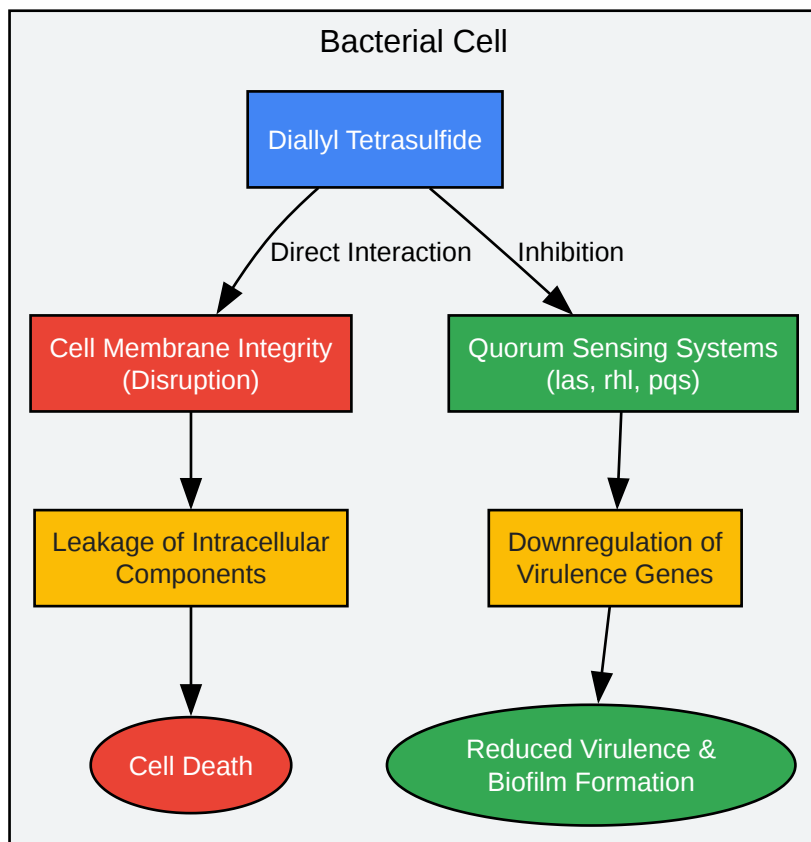 Bacterial Cell
Diallyl Tetrasulfide
Direct Interaction
Inhibition
Cell Membrane Integrity
(Disruption)
Quorum Sensing Systems
(las, rhl, pqs)
Leakage of Intracellular
Components
Downregulation of
Virulence Genes
Cell Death
Reduced Virulence &
Biofilm Formation